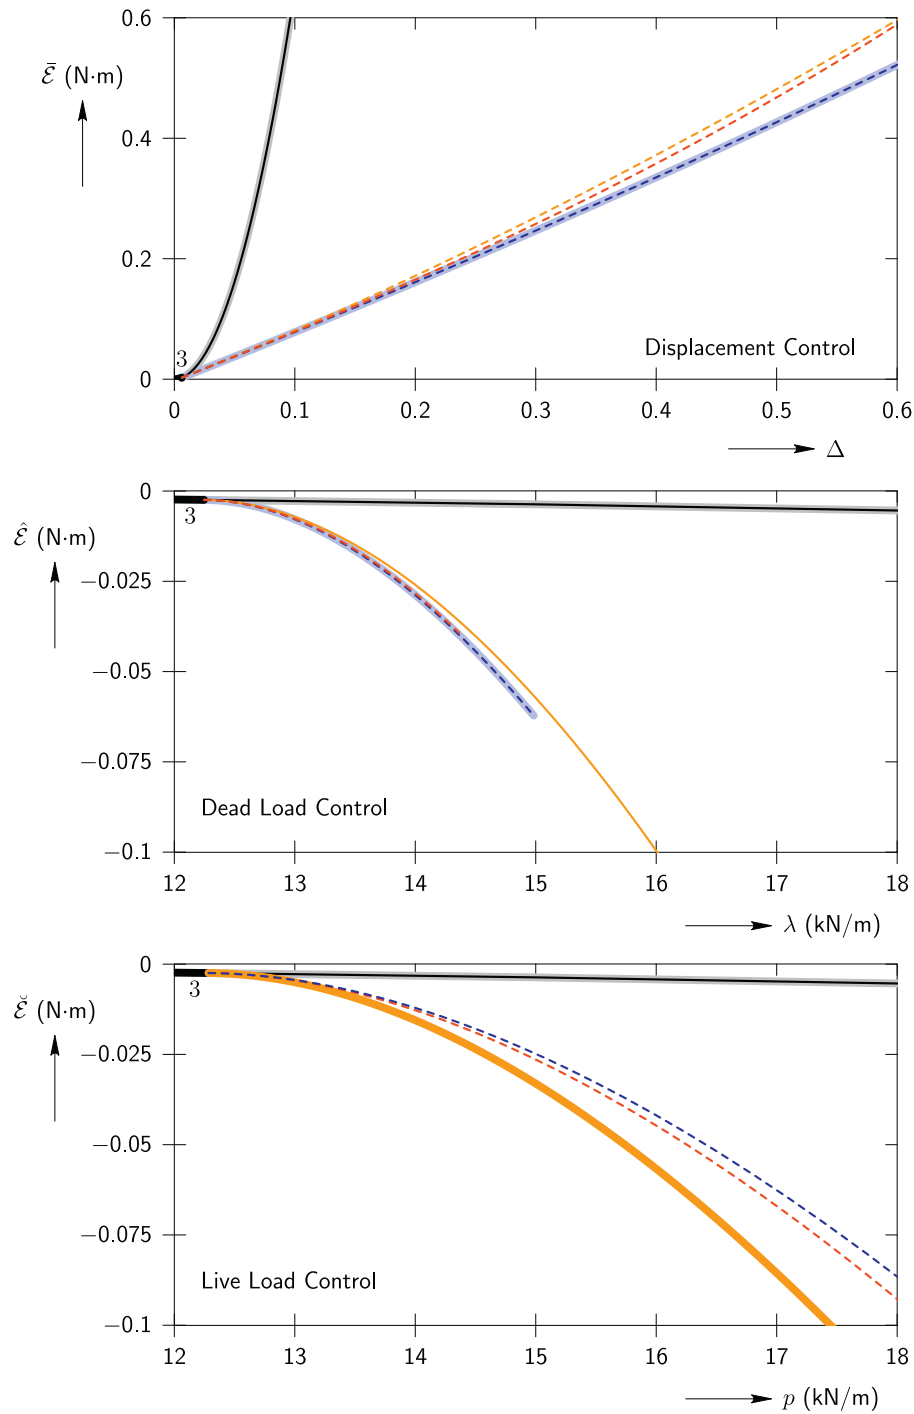 0.6
ℰ̄ (N·m)
0.4
0.2
3
Displacement Control
0
0 0.1 0.2 0.3 0.4 0.5 0.6
Δ
0
3
ℰ̂ (N·m)
−0.025
−0.05
−0.075
Dead Load Control
−0.1
12 13 14 15 16 17 18
λ (kN/m)
0
3
ℰ̆ (N·m)
−0.025
−0.05
−0.075
Live Load Control
−0.1
12 13 14 15 16 17 18
p (kN/m)